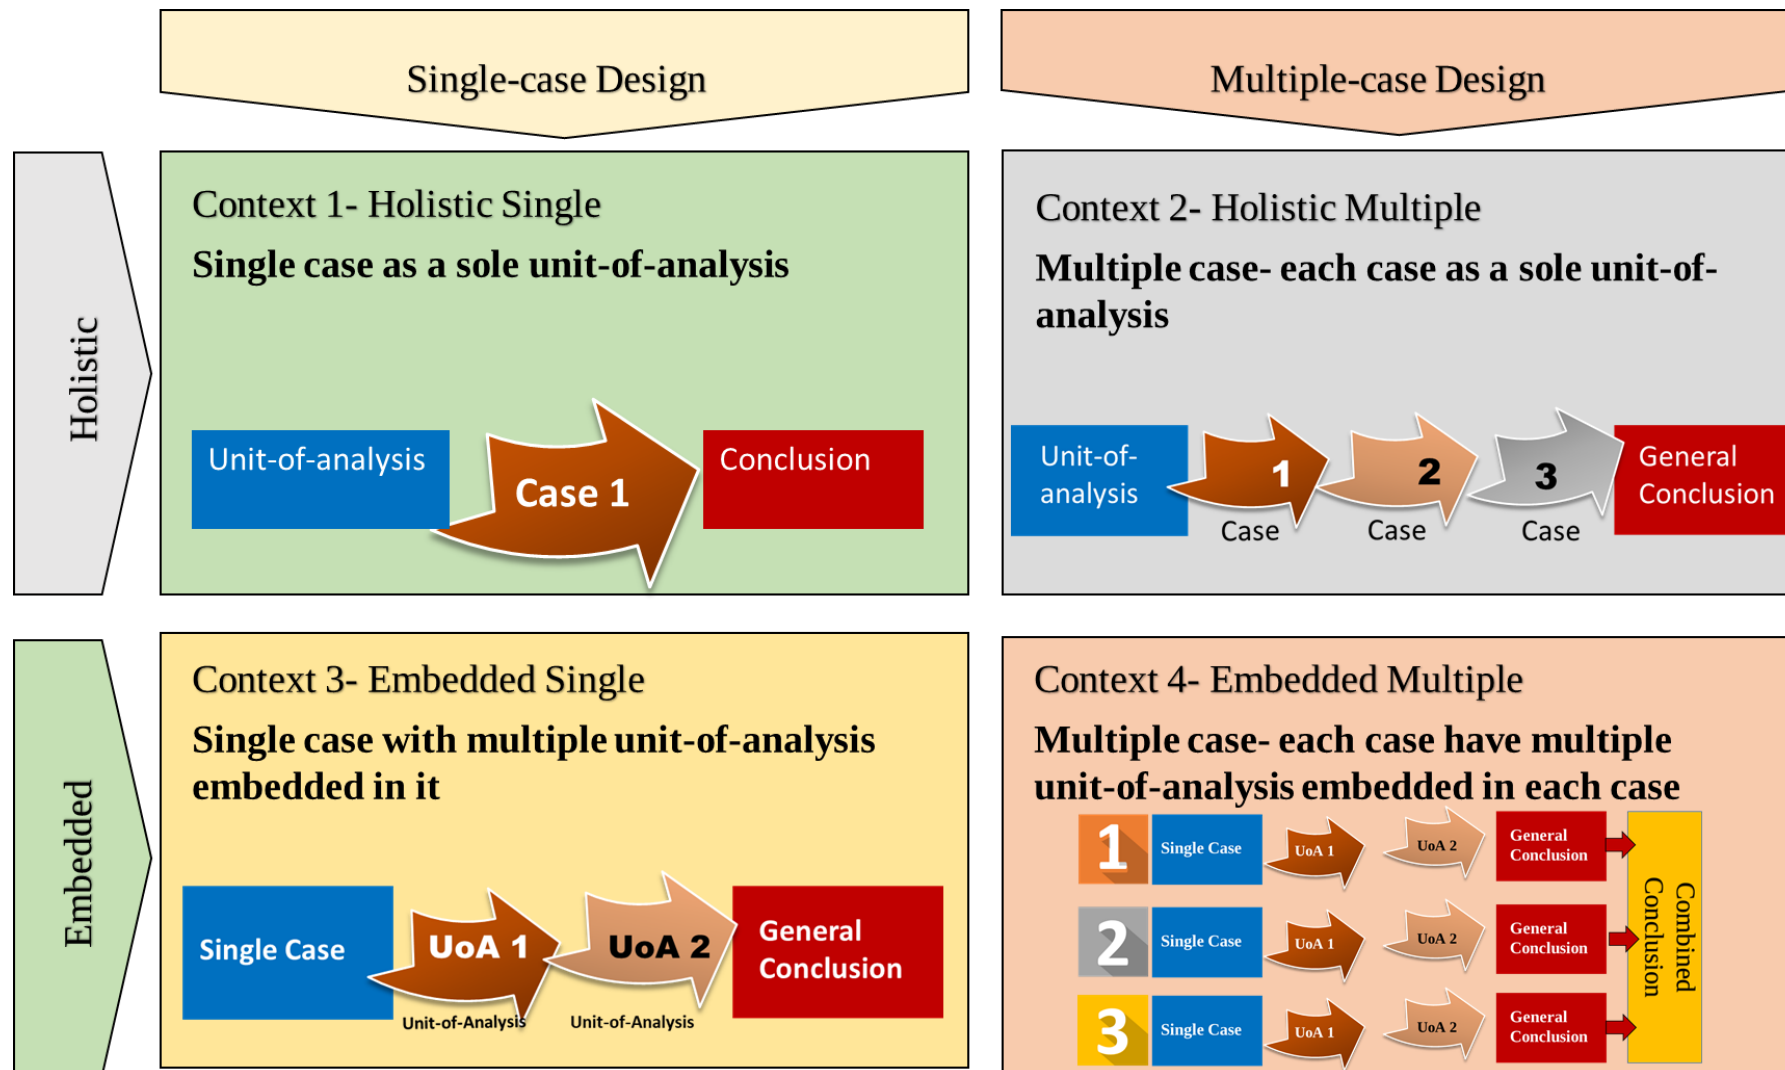 Single-case Design
Multiple-case Design
Holistic
Context 1- Holistic Single
Single case as a sole unit-of-analysis
Unit-of-analysis
Case 1
Conclusion
Context 2- Holistic Multiple
Multiple case- each case as a sole unit-of-
analysis
Unit-of-
analysis
1
Case
2
Case
3
Case
General
Conclusion
Embedded
Context 3- Embedded Single
Single case with multiple unit-of-analysis
embedded in it
Single Case
UoA 1
Unit-of-Analysis
UoA 2
Unit-of-Analysis
General
Conclusion
Context 4- Embedded Multiple
Multiple case- each case have multiple
unit-of-analysis embedded in each case
1
Single Case
UoA 1
UoA 2
General
Conclusion
2
Single Case
UoA 1
UoA 2
General
Conclusion
3
Single Case
UoA 1
UoA 2
General
Conclusion
Combined
Conclusion